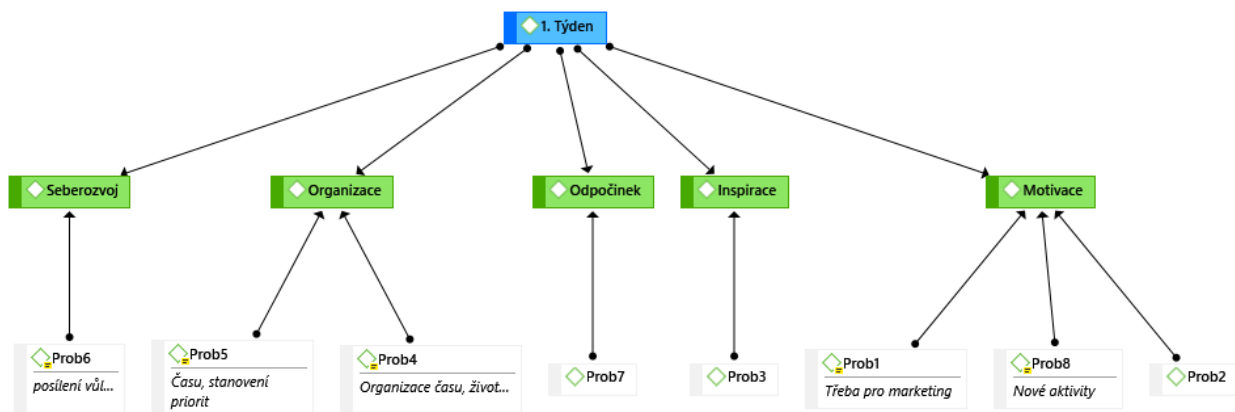 1. Týden
Seberozvoj
Organizace
Odpočinek
Inspirace
Motivace
Prob6
posílení vůl...
Prob5
Času, stanovení
priorit
Prob4
Organizace času, život...
Prob7
Prob3
Prob1
Třeba pro marketing
Prob8
Nové aktivity
Prob2